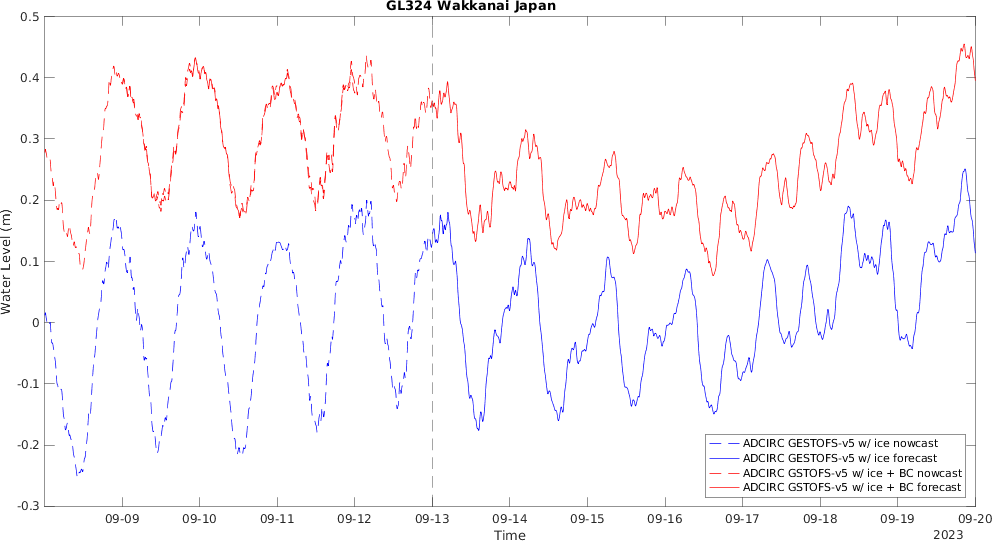 GL324 Wakkanai Japan
Water Level (m)
0.5
0.4
0.3
0.2
0.1
0
-0.1
-0.2
-0.3
ADCIRC GESTOFS-v5 w/ ice nowcast
ADCIRC GESTOFS-v5 w/ ice forecast
ADCIRC GSTOFS-v5 w/ ice + BC nowcast
ADCIRC GSTOFS-v5 w/ ice + BC forecast
09-09 09-10 09-11 09-12 09-13 09-14 09-15 09-16 09-17 09-18 09-19 09-20
Time
2023